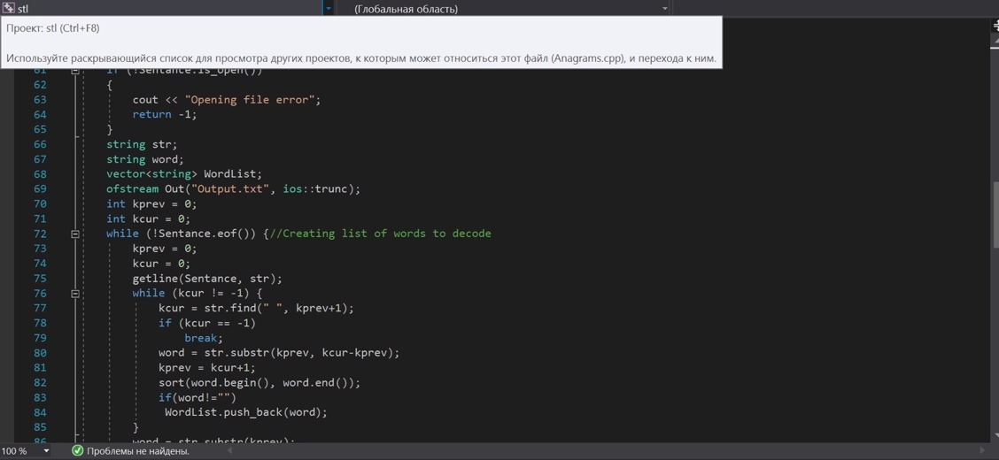 stl
(Глобальная область)
Проект: stl (Ctrl+F8)
Используйте раскрывающийся список для просмотра других проектов, к которым может относиться этот файл (Anagrams.cpp), и перехода к ним.
61 if (!Sentance.is_open())
62 {
63 cout << "Opening file error";
64 return -1;
65 }
66 string str;
67 string word;
68 vector<string> WordList;
69 ofstream Out("Output.txt", ios::trunc);
70 int kprev = 0;
71 int kcur = 0;
72 while (!Sentance.eof()) {//Creating list of words to decode
73 kprev = 0;
74 kcur = 0;
75 getline(Sentance, str);
76 while (kcur != -1) {
77 kcur = str.find(" ", kprev+1);
78 if (kcur == -1)
79 break;
80 word = str.substr(kprev, kcur-kprev);
81 kprev = kcur+1;
82 sort(word.begin(), word.end());
83 if(word!="")
84 WordList.push_back(word);
85 }
86 word = str.substr(kprev);
100 %
Проблемы не найдены.